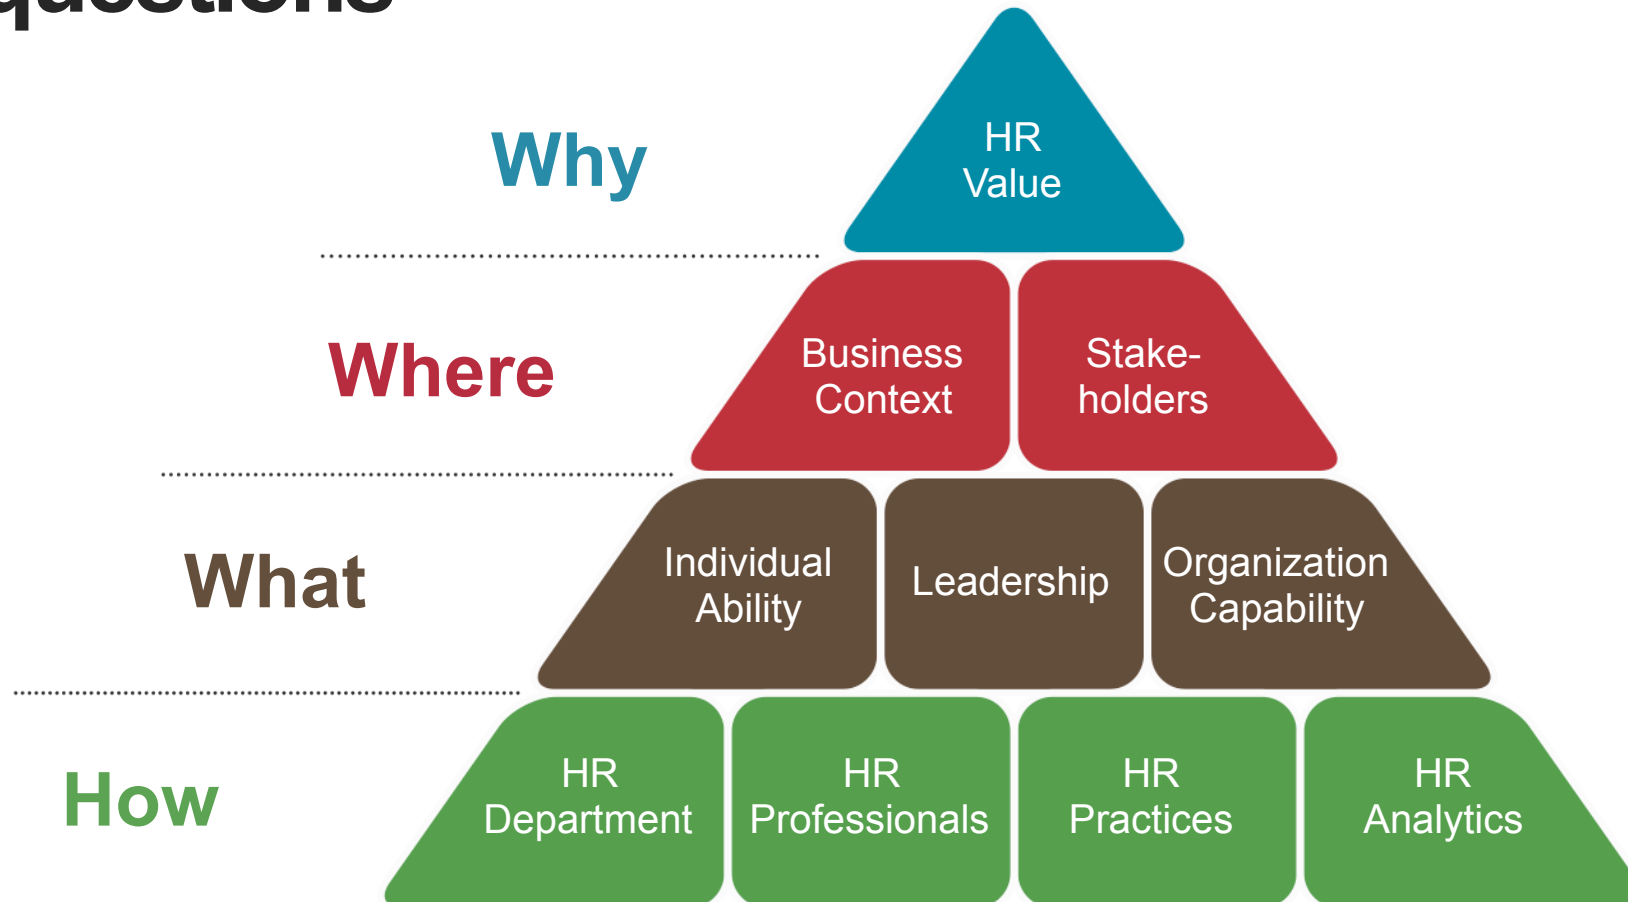 questions
Why
HR
Value
Where
Business
Context
Stake-
holders
What
Individual
Ability
Leadership
Organization
Capability
How
HR
Department
HR
Professionals
HR
Practices
HR
Analytics